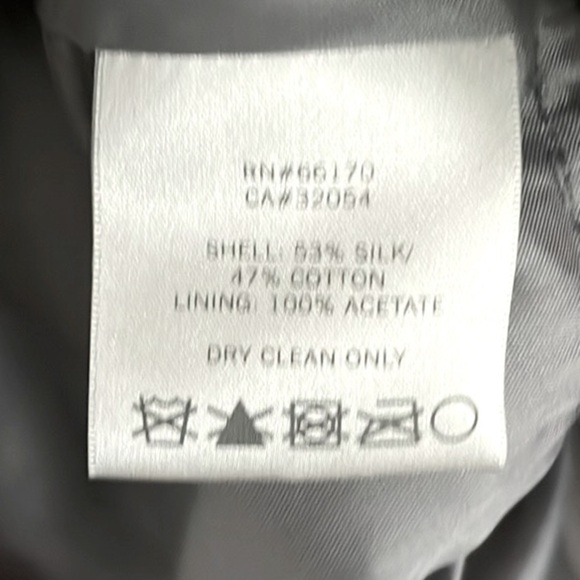 RN#66170
CA#32054
SHELL: 53% SILK/
47% COTTON
LINING: 100% ACETATE
DRY CLEAN ONLY